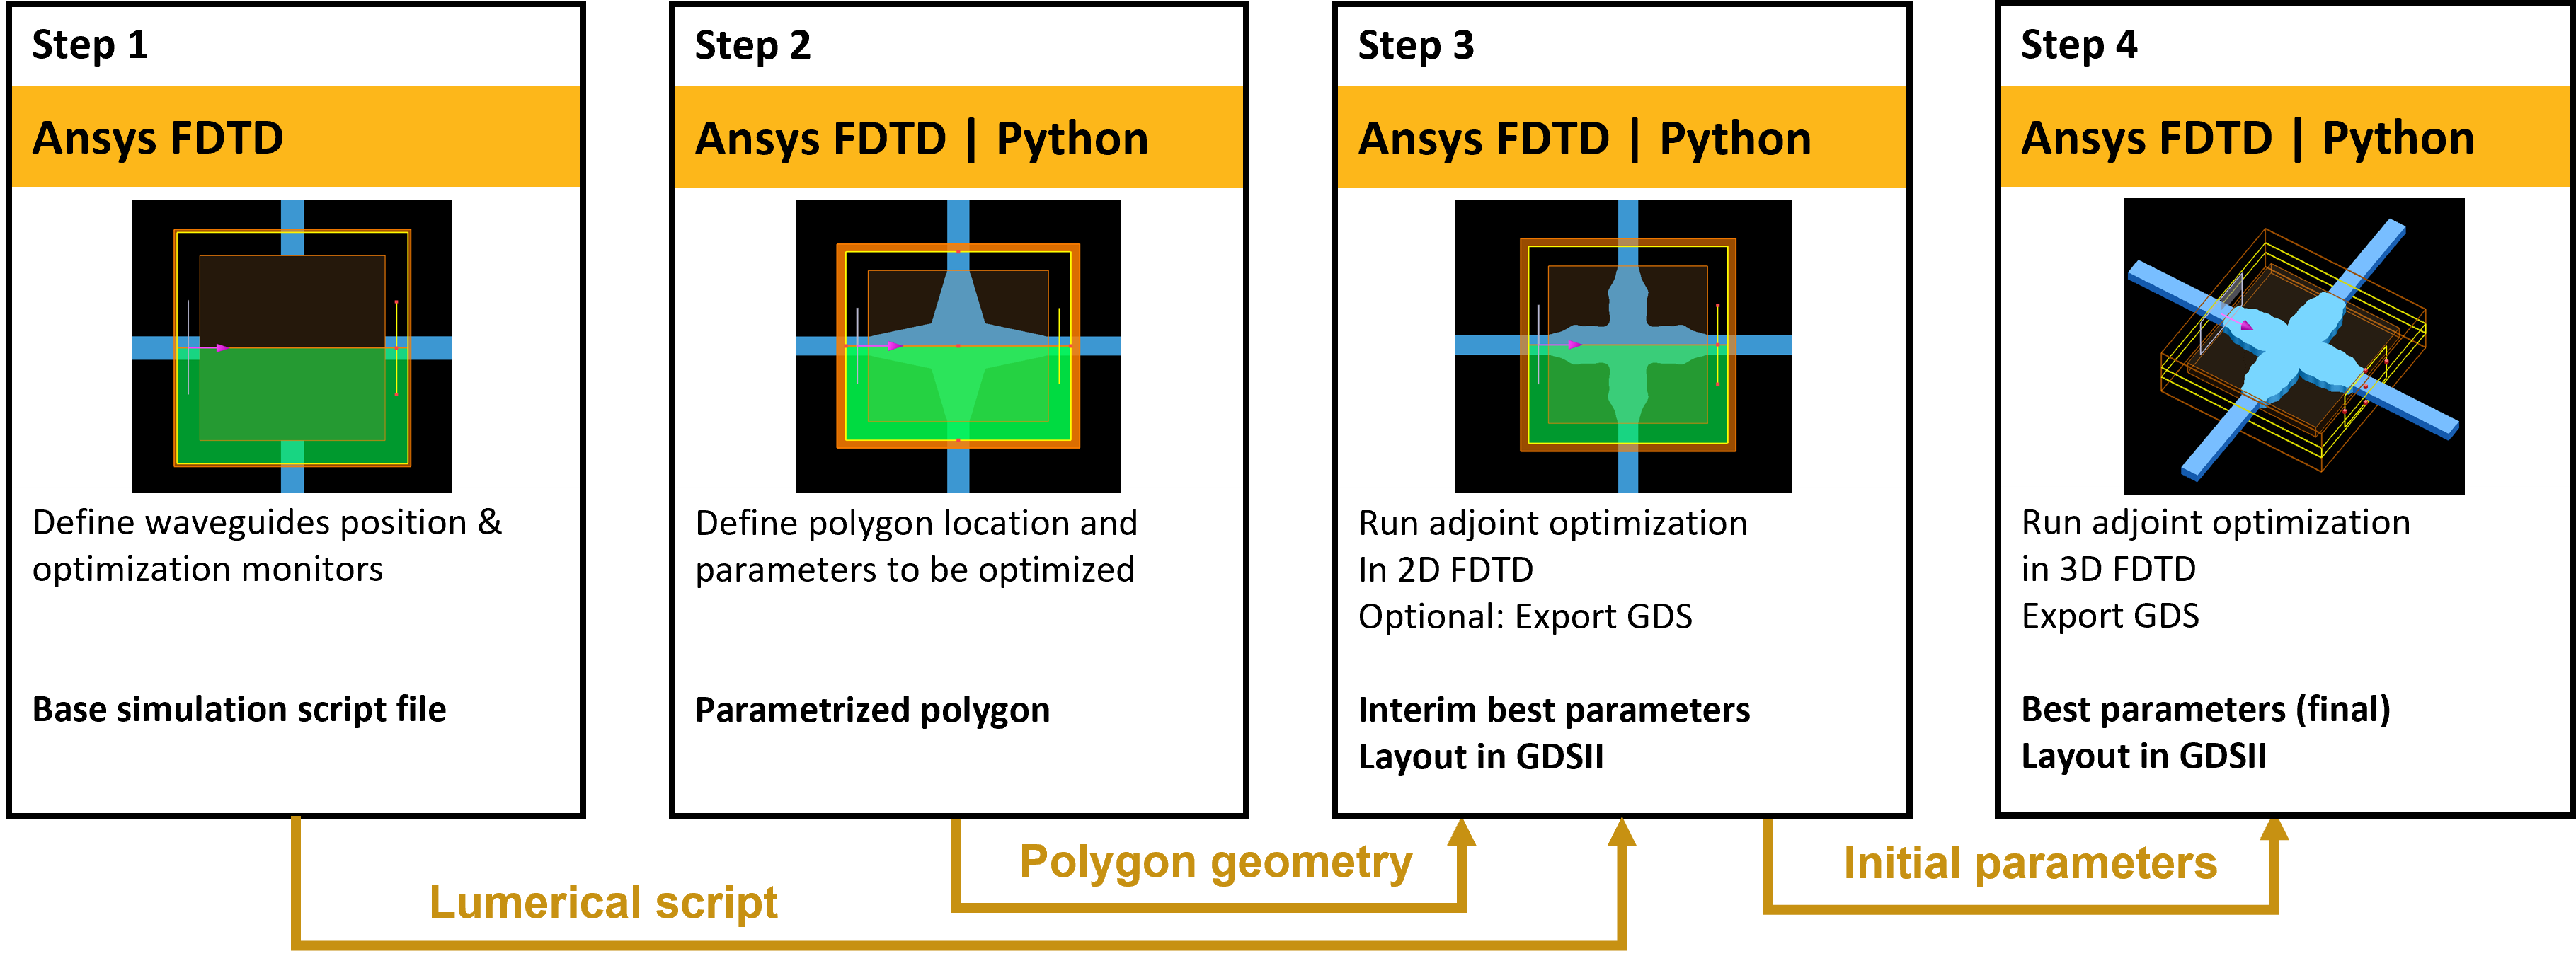 Step 1
Ansys FDTD
Define waveguides position &
optimization monitors
Base simulation script file
Step 2
Ansys FDTD | Python
Define polygon location and
parameters to be optimized
Parametrized polygon
Step 3
Ansys FDTD | Python
Run adjoint optimization
In 2D FDTD
Optional: Export GDS
Interim best parameters
Layout in GDSII
Step 4
Ansys FDTD | Python
Run adjoint optimization
in 3D FDTD
Export GDS
Best parameters (final)
Layout in GDSII
Lumerical script
Polygon geometry
Initial parameters